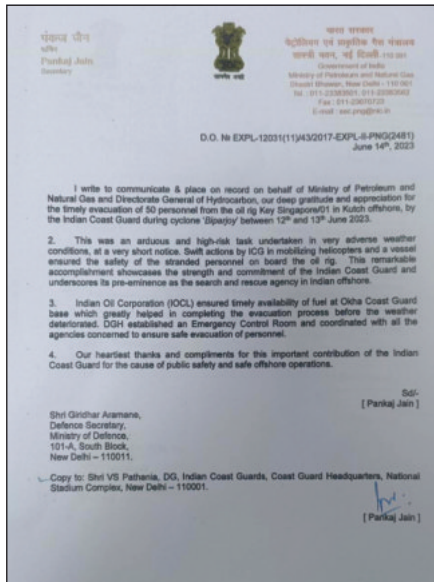 पंकज जैन
सचिव
Pankaj Jain
Secretary
भारत सरकार
पेट्रोलियम एवं प्राकृतिक गैस मंत्रालय
शास्त्री भवन, नई दिल्ली-110 001
Government of India
Ministry of Petroleum and Natural Gas
Shastri Bhawan, New Delhi - 110 001
D.O. № EXPL-12031(11)/43/2017-EXPL-II-PNG(2481)
June 14th, 2023
I write to communicate & place on record on behalf of Ministry of Petroleum and
Natural Gas and Directorate General of Hydrocarbon, our deep gratitude and appreciation for
the timely evacuation of 50 personnel from the oil rig Key Singapore/01 in Kutch offshore, by
the Indian Coast Guard during cyclone 'Biparjoy' between 12th and 13th June 2023.
2. This was an arduous and high-risk task undertaken in very adverse weather
conditions, at a very short notice. Swift actions by ICG in mobilizing helicopters and a vessel
ensured the safety of the stranded personnel on board the oil rig. This remarkable
accomplishment showcases the strength and commitment of the Indian Coast Guard and
underscores its pre-eminence as the search and rescue agency in Indian offshore.
3. Indian Oil Corporation (IOCL) ensured timely availability of fuel at Okha Coast Guard
base which greatly helped in completing the evacuation process before the weather
deteriorated. DGH established an Emergency Control Room and coordinated with all the
agencies concerned to ensure safe evacuation of personnel.
4. Our heartiest thanks and compliments for this important contribution of the Indian
Coast Guard for the cause of public safety and safe offshore operations.
Sd/-
[ Pankaj Jain ]
Shri Giridhar Aramane,
Defence Secretary,
Ministry of Defence,
101-A, South Block,
New Delhi – 110011.
Copy to: Shri VS Pathania, DG, Indian Coast Guards, Coast Guard Headquarters, National
Stadium Complex, New Delhi – 110001.
[ Pankaj Jain ]